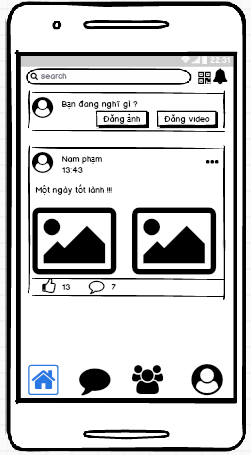 22:31
search
Bạn đang nghĩ gì ?
Đăng ảnh Đăng video
Nam phạm
13:43
Một ngày tốt lành !!!
13 7